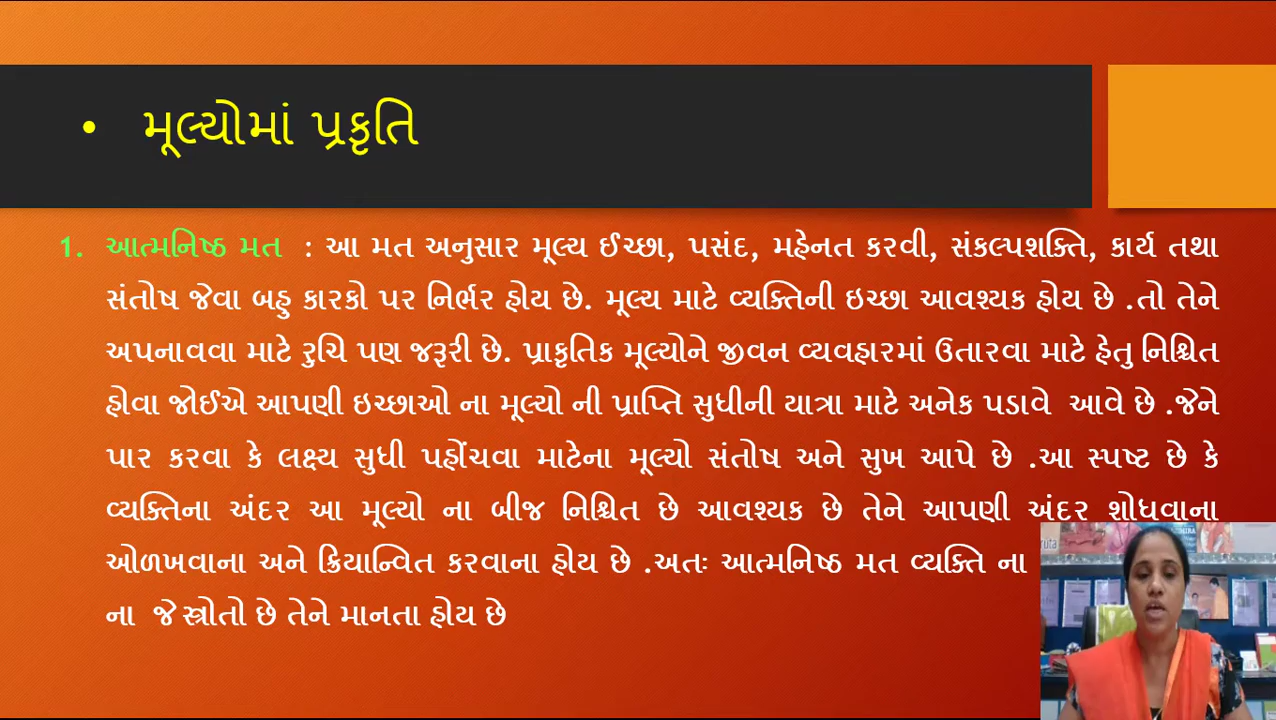 • મૂલ્યોમાં પ્રકૃતિ
1. આત્મનિષ્ઠ મત : આ મત અનુસાર મૂલ્ય ઈચ્છા, પસંદ, મહેનત કરવી, સંકલ્પશક્તિ, કાર્ય તથા
સંતોષ જેવા બહુ કારકો પર નિર્ભર હોય છે. મૂલ્ય માટે વ્યક્તિની ઇચ્છા આવશ્યક હોય છે .તો તેને
અપનાવવા માટે રુચિ પણ જરૂરી છે. પ્રાકૃતિક મૂલ્યોને જીવન વ્યવહારમાં ઉતારવા માટે હેતુ નિશ્ચિત
હોવા જોઈએ આપણી ઇચ્છાઓ ના મૂલ્યો ની પ્રાપ્તિ સુધીની યાત્રા માટે અનેક પડાવે આવે છે .જેને
પાર કરવા કે લક્ષ્ય સુધી પહોંચવા માટેના મૂલ્યો સંતોષ અને સુખ આપે છે .આ સ્પષ્ટ છે કે
વ્યક્તિના અંદર આ મૂલ્યો ના બીજ નિશ્ચિત છે આવશ્યક છે તેને આપણી અંદર શોધવાના
ઓળખવાના અને ક્રિયાન્વિત કરવાના હોય છે .અતઃ આત્મનિષ્ઠ મત વ્યક્તિ ના
ના જે સ્ત્રોતો છે તેને માનતા હોય છે